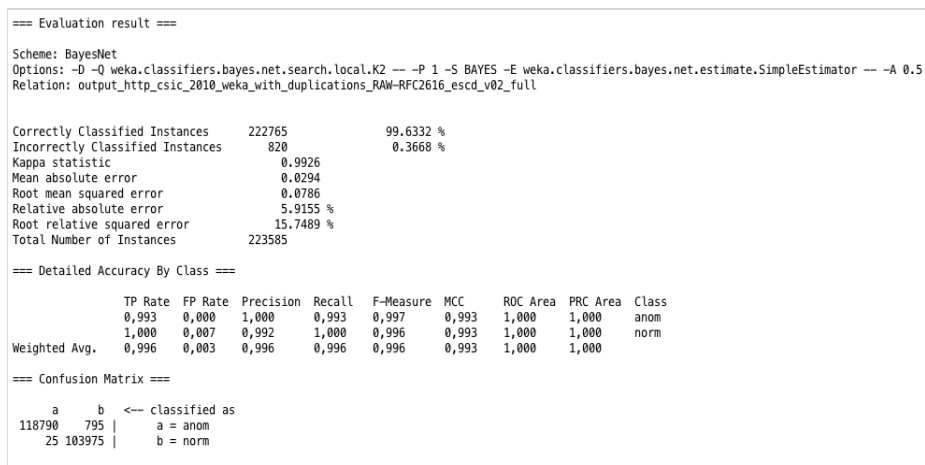 === Evaluation result ===
Scheme: BayesNet
Options: -D -Q weka.classifiers.bayes.net.search.local.K2 -- -P 1 -S BAYES -E weka.classifiers.bayes.net.estimate.SimpleEstimator -- -A 0.5
Relation: output_http_csic_2010_weka_with_duplications_RAW-RFC2616_escd_v02_full
Correctly Classified Instances 222765 99.6332 %
Incorrectly Classified Instances 820 0.3668 %
Kappa statistic 0.9926
Mean absolute error 0.0294
Root mean squared error 0.0786
Relative absolute error 5.9155 %
Root relative squared error 15.7489 %
Total Number of Instances 223585
=== Detailed Accuracy By Class ===
TP Rate FP Rate Precision Recall F-Measure MCC ROC Area PRC Area Class
0,993 0,000 1,000 0,993 0,997 0,993 1,000 1,000 anom
1,000 0,007 0,992 1,000 0,996 0,993 1,000 1,000 norm
Weighted Avg. 0,996 0,003 0,996 0,996 0,996 0,993 1,000 1,000
=== Confusion Matrix ===
a b <-- classified as
118790 795 | a = anom
25 103975 | b = norm